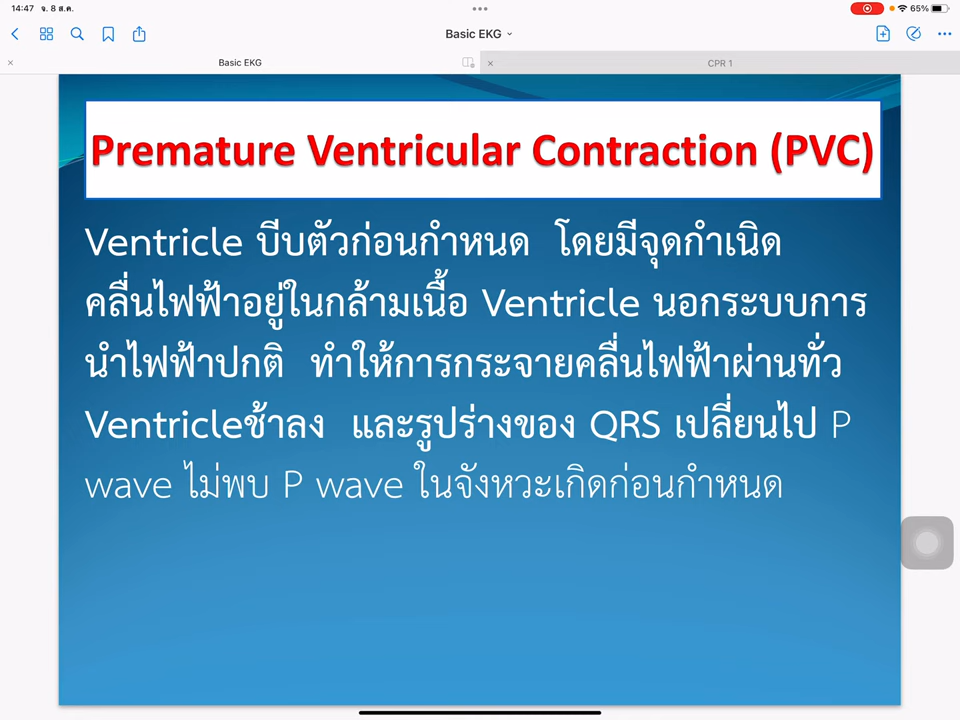 14:47 จ. 8 ส.ค.
65%
Basic EKG
Basic EKG
CPR 1
Premature Ventricular Contraction (PVC)
Ventricle บีบตัวก่อนกำหนด โดยมีจุดกำเนิด
คลื่นไฟฟ้าอยู่ในกล้ามเนื้อ Ventricle นอกระบบการ
นำไฟฟ้าปกติ ทำให้การกระจายคลื่นไฟฟ้าผ่านทั่ว
Ventricleช้าลง และรูปร่างของ QRS เปลี่ยนไป P
wave ไม่พบ P wave ในจังหวะเกิดก่อนกำหนด